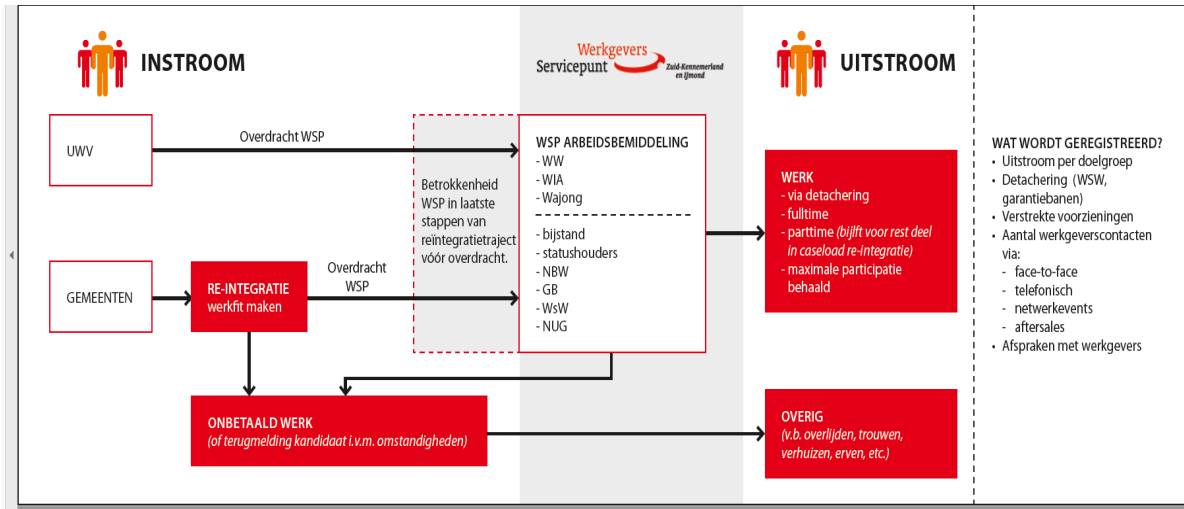 INSTROOM
Werkgevers
Servicepunt
Zuid-Kennemerland
en IJmond
UITSTROOM
UWV
Overdracht WSP
Betrokkenheid
WSP in laatste
stappen van
reïntegratietraject
vóór overdracht.
GEMEENTEN
RE-INTEGRATIE
werkfit maken
Overdracht
WSP
WSP ARBEIDSBEMIDDELING
- WW
- WIA
- Wajong
- bijstand
- statushouders
- NBW
- GB
- WsW
- NUG
ONBETAALD WERK
(of terugmelding kandidaat i.v.m. omstandigheden)
WERK
- via detachering
- fulltime
- parttime (bijlft voor rest deel
in caseload re-integratie)
- maximale participatie
behaald
OVERIG
(v.b. overlijden, trouwen,
verhuizen, erven, etc.)
WAT WORDT GEREGISTREERD?
• Uitstroom per doelgroep
• Detachering (WSW,
garantiebanen)
• Verstrekte voorzieningen
• Aantal werkgeverscontacten
via:
- face-to-face
- telefonisch
- netwerkevents
- aftersales
• Afspraken met werkgevers